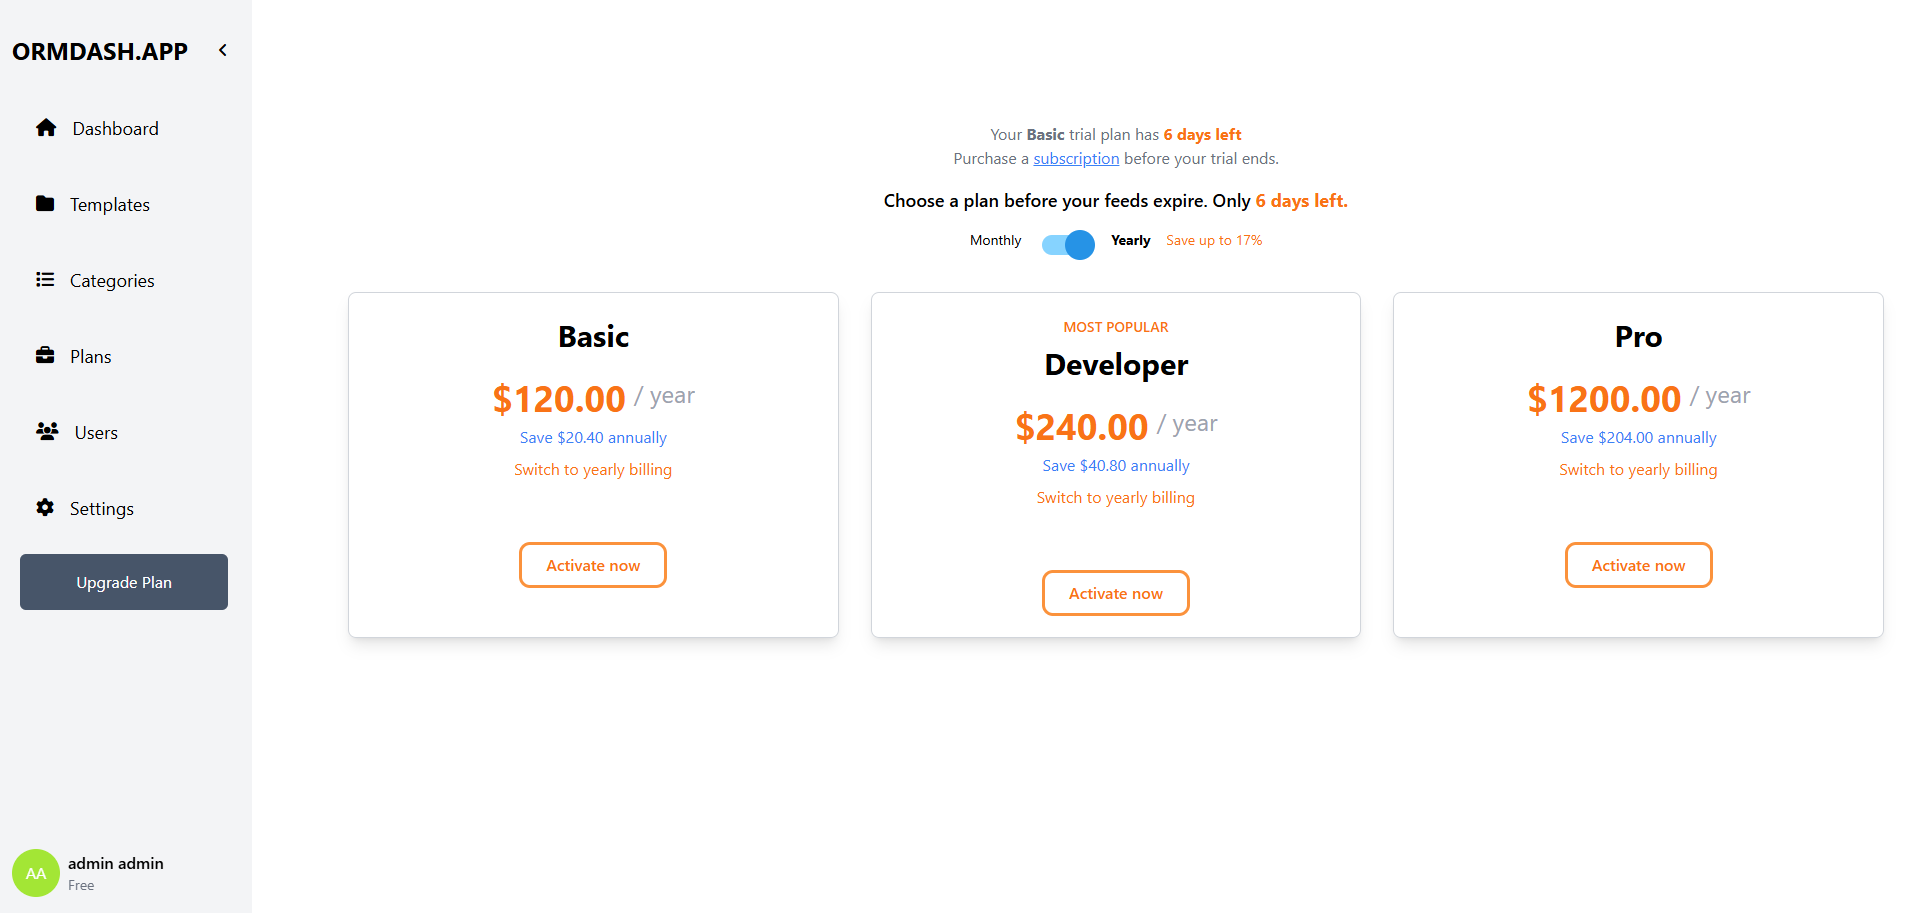 ORMDASH.APP
Dashboard
Templates
Categories
Plans
Users
Settings
Upgrade Plan
AA
admin admin
Free
Your Basic trial plan has 6 days left
Purchase a subscription before your trial ends.
Choose a plan before your feeds expire. Only 6 days left.
Monthly Yearly Save up to 17%
Basic
$120.00 / year
Save $20.40 annually
Switch to yearly billing
Activate now
MOST POPULAR
Developer
$240.00 / year
Save $40.80 annually
Switch to yearly billing
Activate now
Pro
$1200.00 / year
Save $204.00 annually
Switch to yearly billing
Activate now